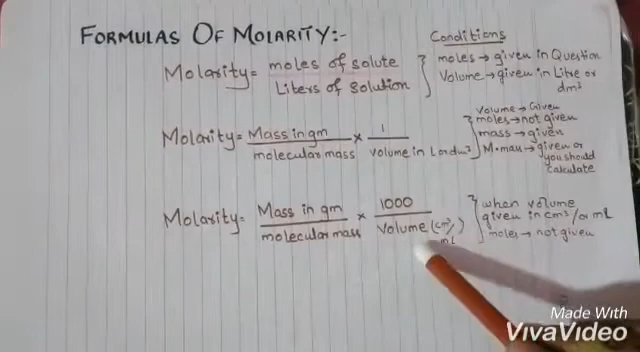 FORMULAS OF MOLARITY:-
Conditions
Molarity = moles of solute / Liters of solution
moles → given in Question
Volume → given in Litre or
dm³
Molarity = Mass in gm / molecular mass × 1 / volume in L or dm³
Volume → Given
moles → not given
mass → given
M·mass → given or
you should
calculate
Molarity = Mass in gm / molecular mass × 1000 / Volume (cm³/
mL
when volume
given in cm³/or mL
moles → not given
Made With
VivaVideo